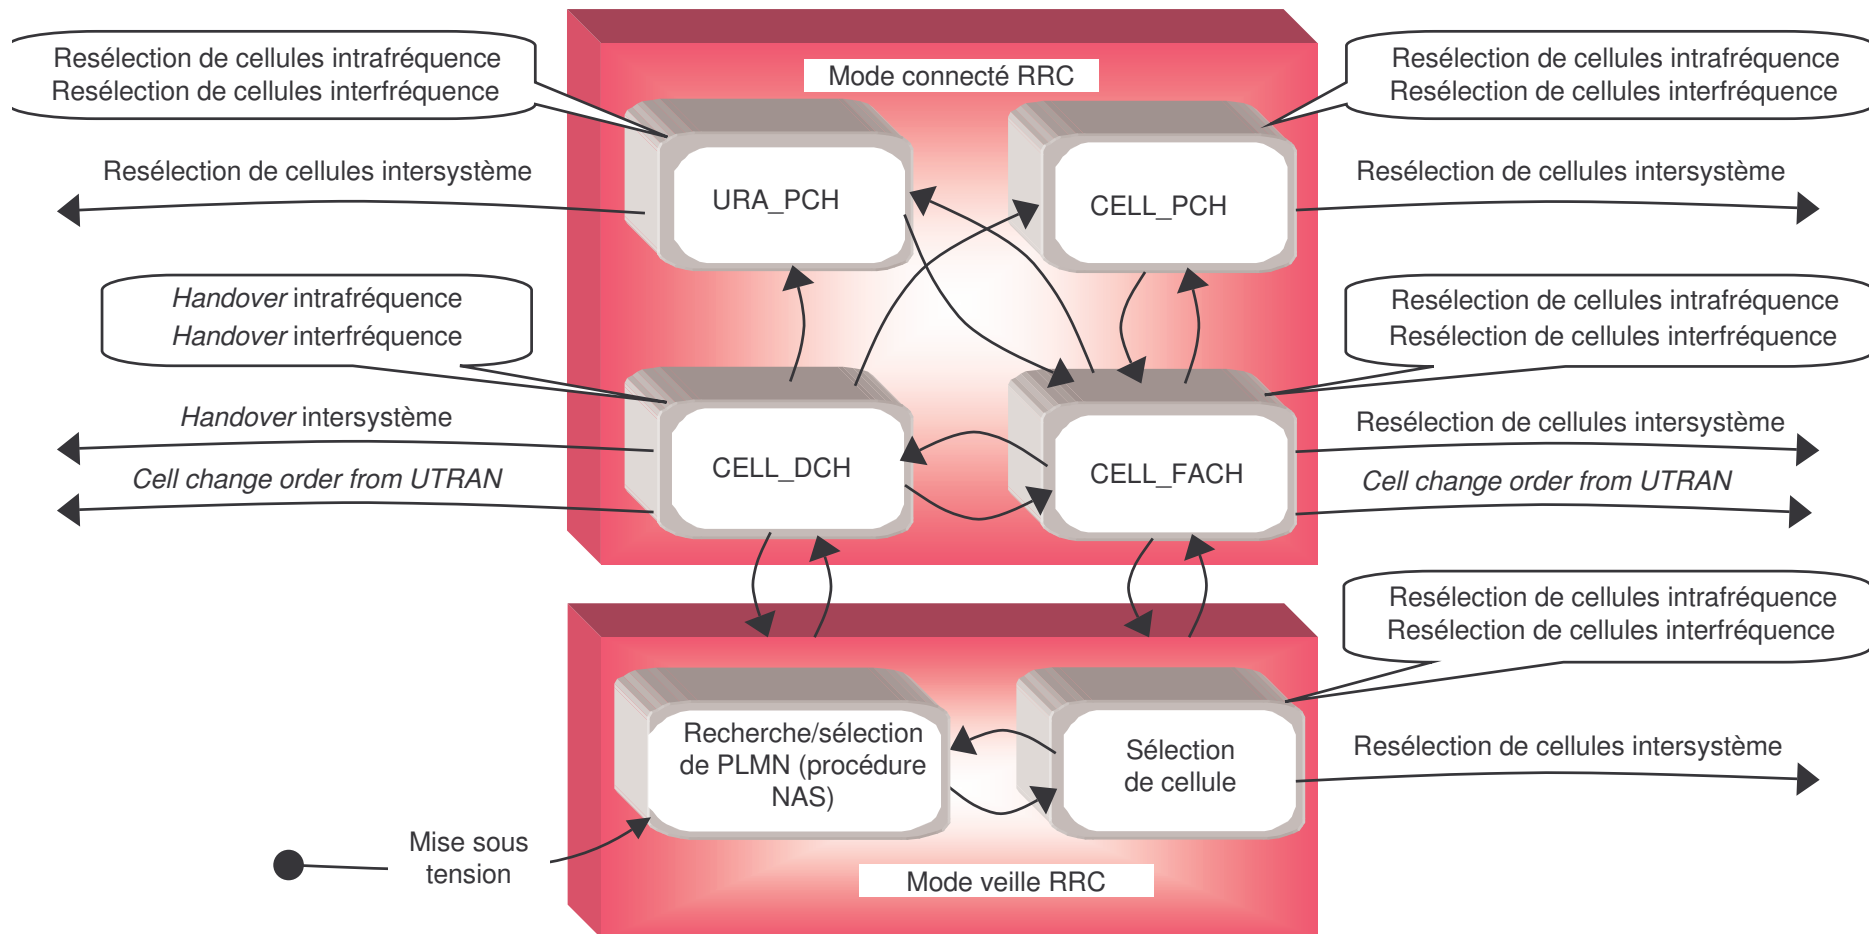 Resélection de cellules intrafréquence
Resélection de cellules interfréquence
Mode connecté RRC
Resélection de cellules intrafréquence
Resélection de cellules interfréquence
Resélection de cellules intersystème
URA_PCH
CELL_PCH
Resélection de cellules intersystème
Handover intrafréquence
Handover interfréquence
Resélection de cellules intrafréquence
Resélection de cellules interfréquence
Handover intersystème
Cell change order from UTRAN
CELL_DCH
CELL_FACH
Resélection de cellules intersystème
Cell change order from UTRAN
Resélection de cellules intrafréquence
Resélection de cellules interfréquence
Recherche/sélection
de PLMN (procédure
NAS)
Sélection
de cellule
Resélection de cellules intersystème
Mise sous
tension
Mode veille RRC